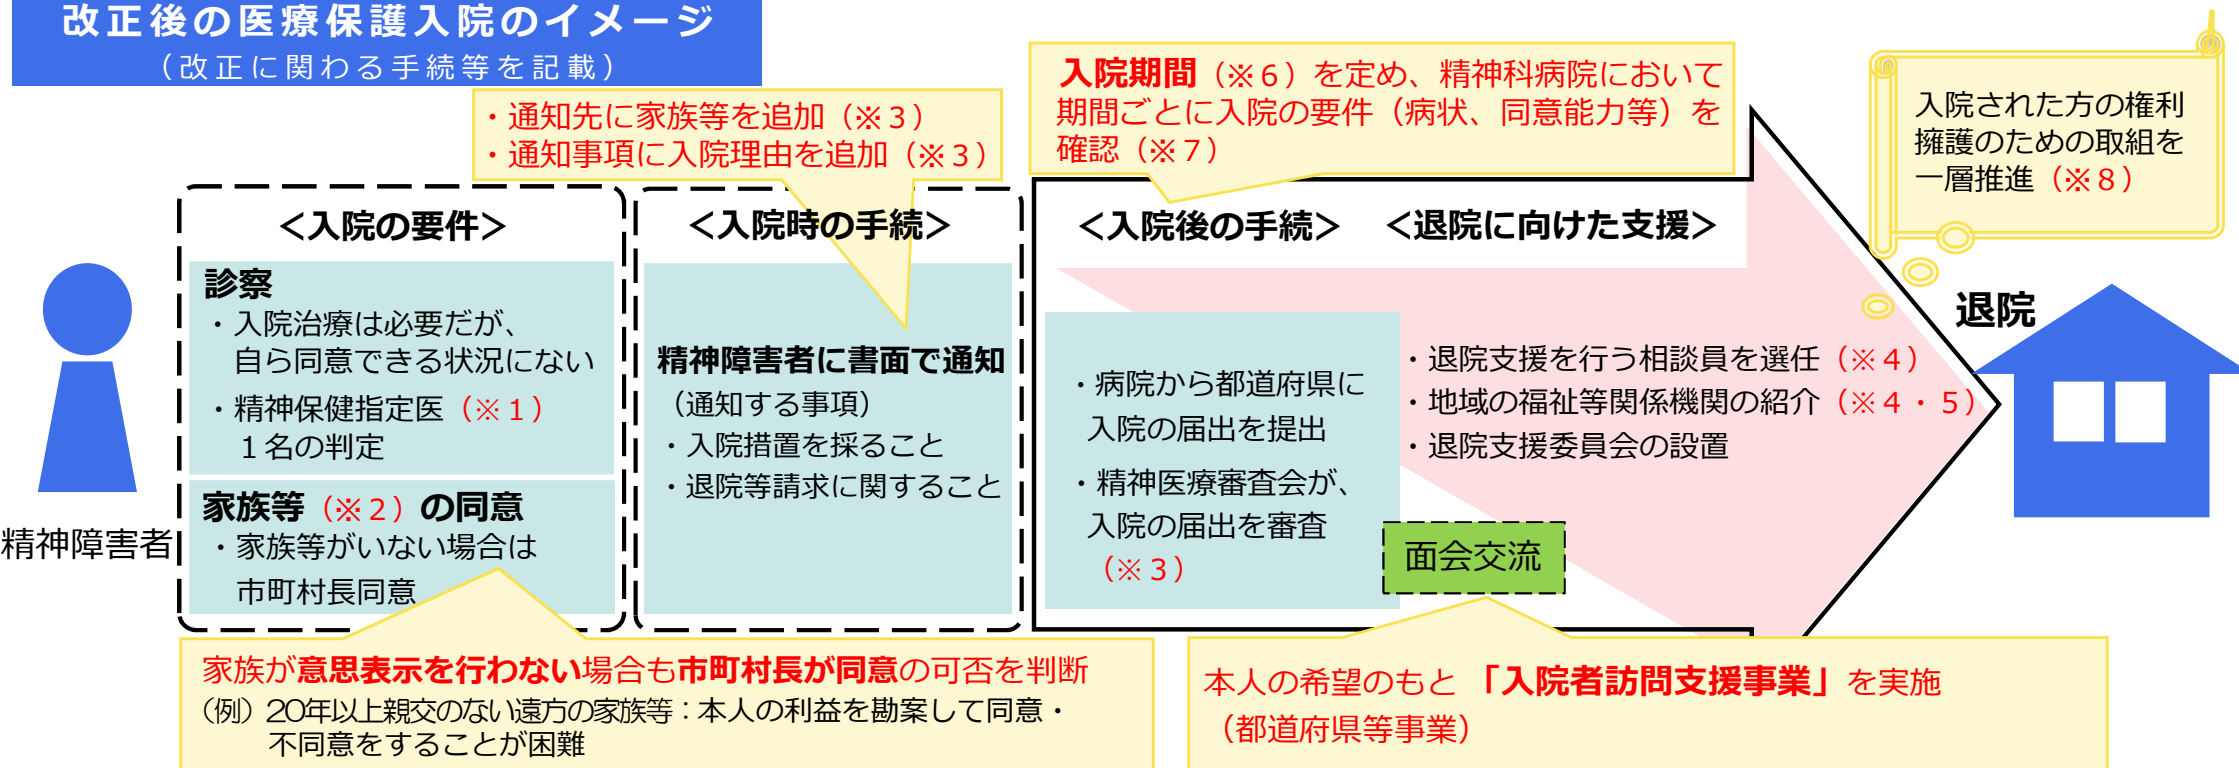 改正後の医療保護入院のイメージ
（改正に関わる手続等を記載）
・通知先に家族等を追加（※３）
・通知事項に入院理由を追加（※３）
入院期間（※６）を定め、精神科病院において
期間ごとに入院の要件（病状、同意能力等）を
確認（※７）
入院された方の権利
擁護のための取組を
一層推進（※８）
＜入院の要件＞
診察
・入院治療は必要だが、
自ら同意できる状況にない
・精神保健指定医（※１）
１名の判定
家族等（※２）の同意
・家族等がいない場合は
市町村長同意
精神障害者
＜入院時の手続＞
精神障害者に書面で通知
（通知する事項）
・入院措置を採ること
・退院等請求に関すること
＜入院後の手続＞
・病院から都道府県に
入院の届出を提出
・精神医療審査会が、
入院の届出を審査
（※３）
＜退院に向けた支援＞
・退院支援を行う相談員を選任（※４）
・地域の福祉等関係機関の紹介（※４・５）
・退院支援委員会の設置
面会交流
退院
家族が意思表示を行わない場合も市町村長が同意の可否を判断
（例）20年以上親交のない遠方の家族等：本人の利益を勘案して同意・
不同意をすることが困難
本人の希望のもと「入院者訪問支援事業」を実施
（都道府県等事業）